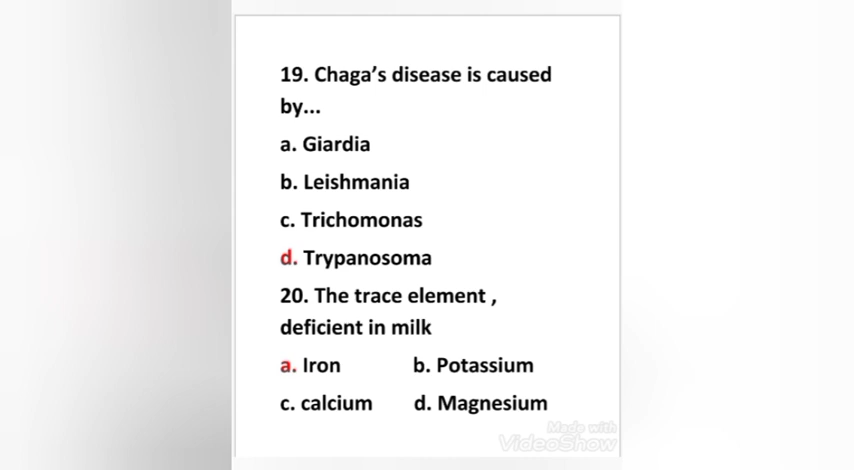 19. Chaga’s disease is caused
by...
a. Giardia
b. Leishmania
c. Trichomonas
d. Trypanosoma
20. The trace element ,
deficient in milk
a. Iron b. Potassium
c. calcium d. Magnesium
Made with
VideoShow